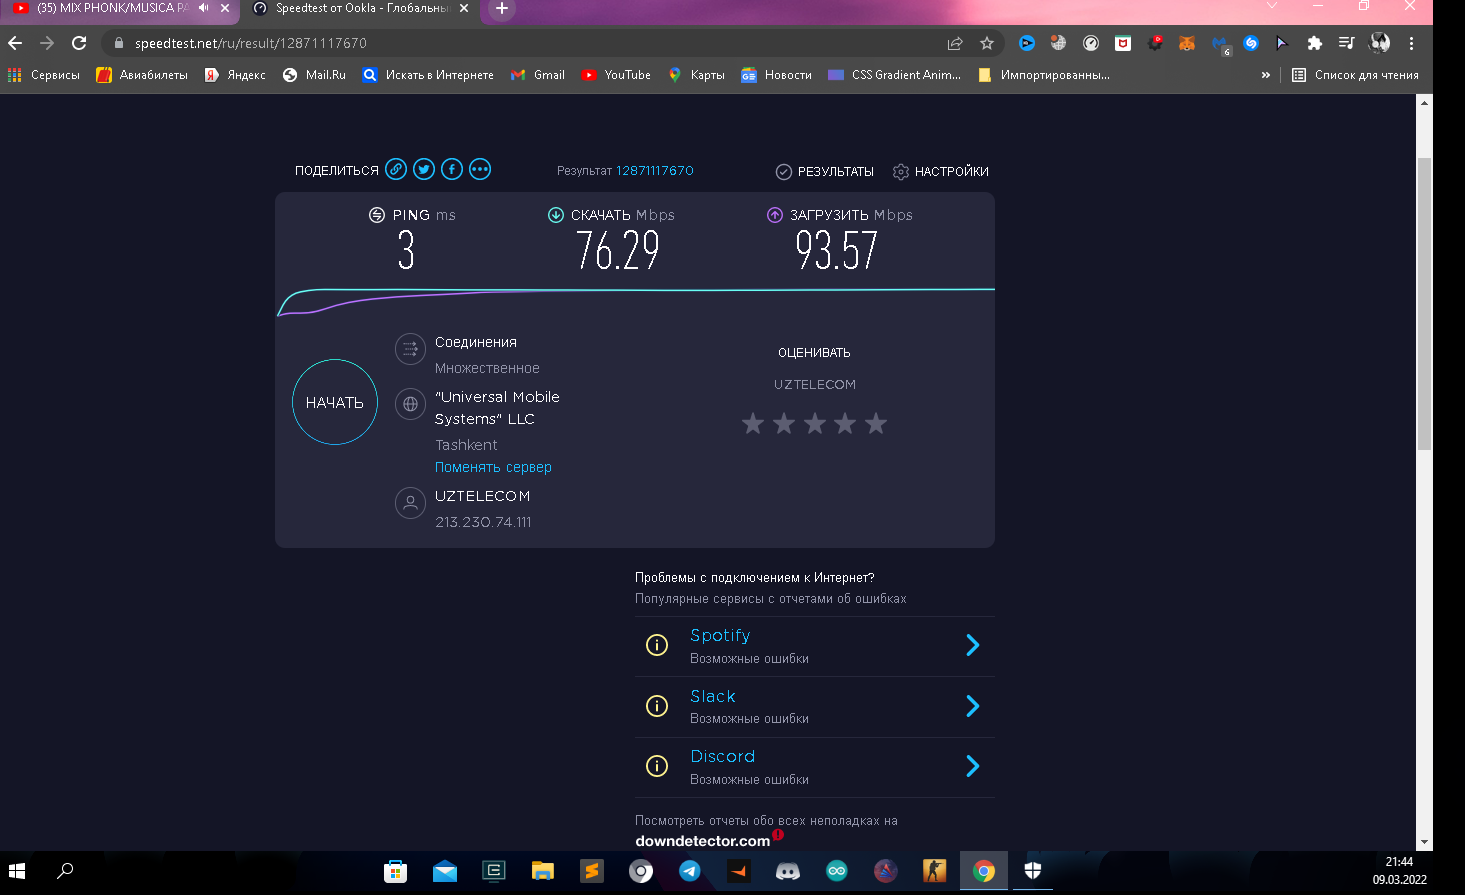 (35) MIX PHONK/MUSICA PA
Speedtest от Ookla - Глобальны
speedtest.net/ru/result/12871117670
6
Сервисы
Авиабилеты
Яндекс
Mail.Ru
Искать в Интернете
Gmail
YouTube
Карты
Новости
CSS Gradient Anim...
Импортированны...
»
Список для чтения
ПОДЕЛИТЬСЯ
Результат 12871117670
РЕЗУЛЬТАТЫ
НАСТРОЙКИ
PING ms
3
СКАЧАТЬ Mbps
76.29
ЗАГРУЗИТЬ Mbps
93.57
НАЧАТЬ
Соединения
Множественное
"Universal Mobile
Systems" LLC
Tashkent
Поменять сервер
UZTELECOM
213.230.74.111
ОЦЕНИВАТЬ
UZTELECOM
Проблемы с подключением к Интернет?
Популярные сервисы с отчетами об ошибках
Spotify
Возможные ошибки
Slack
Возможные ошибки
Discord
Возможные ошибки
Посмотреть отчеты обо всех неполадках на
downdetector.com
21:44
09.03.2022